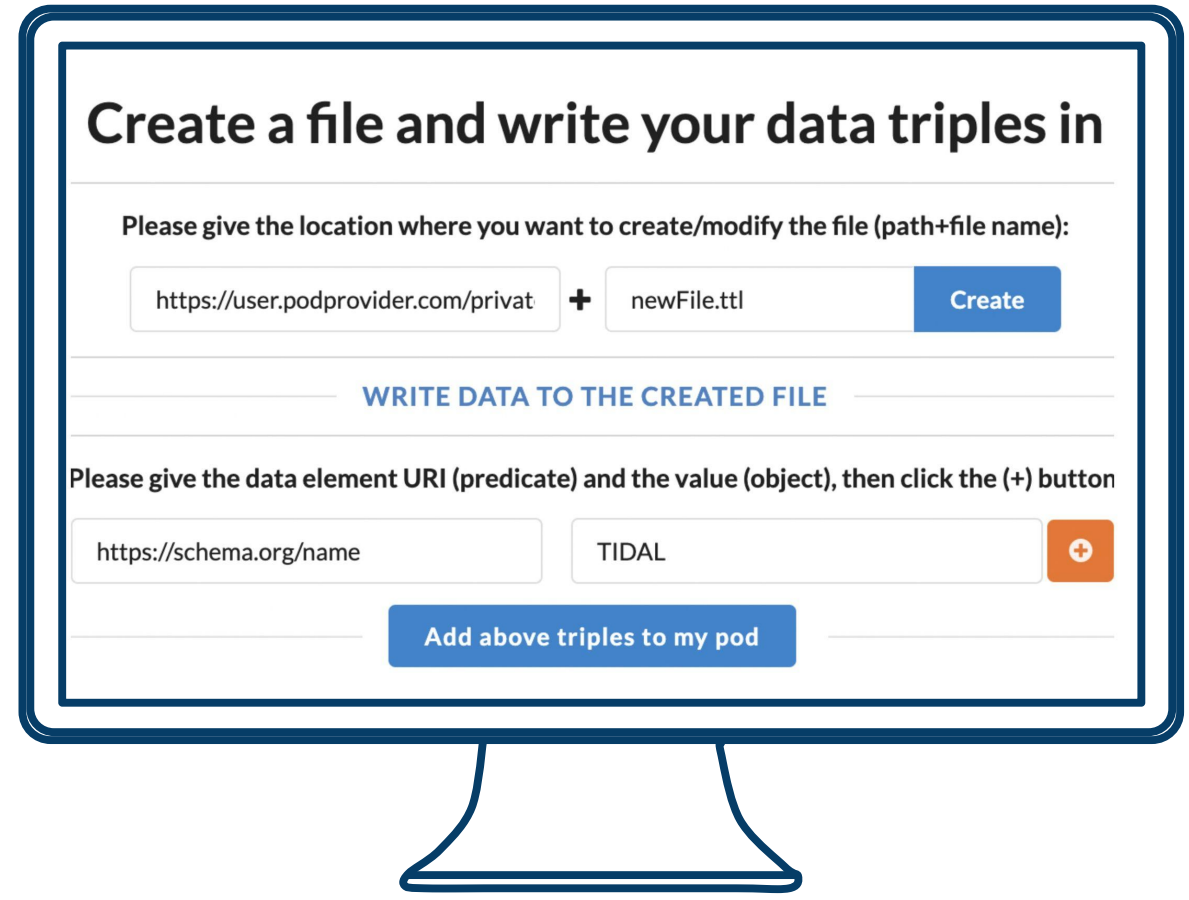 Create a file and write your data triples in
Please give the location where you want to create/modify the file (path+file name):
https://user.podprovider.com/privat + newFile.ttl Create
WRITE DATA TO THE CREATED FILE
Please give the data element URI (predicate) and the value (object), then click the (+) button
https://schema.org/name TIDAL
Add above triples to my pod